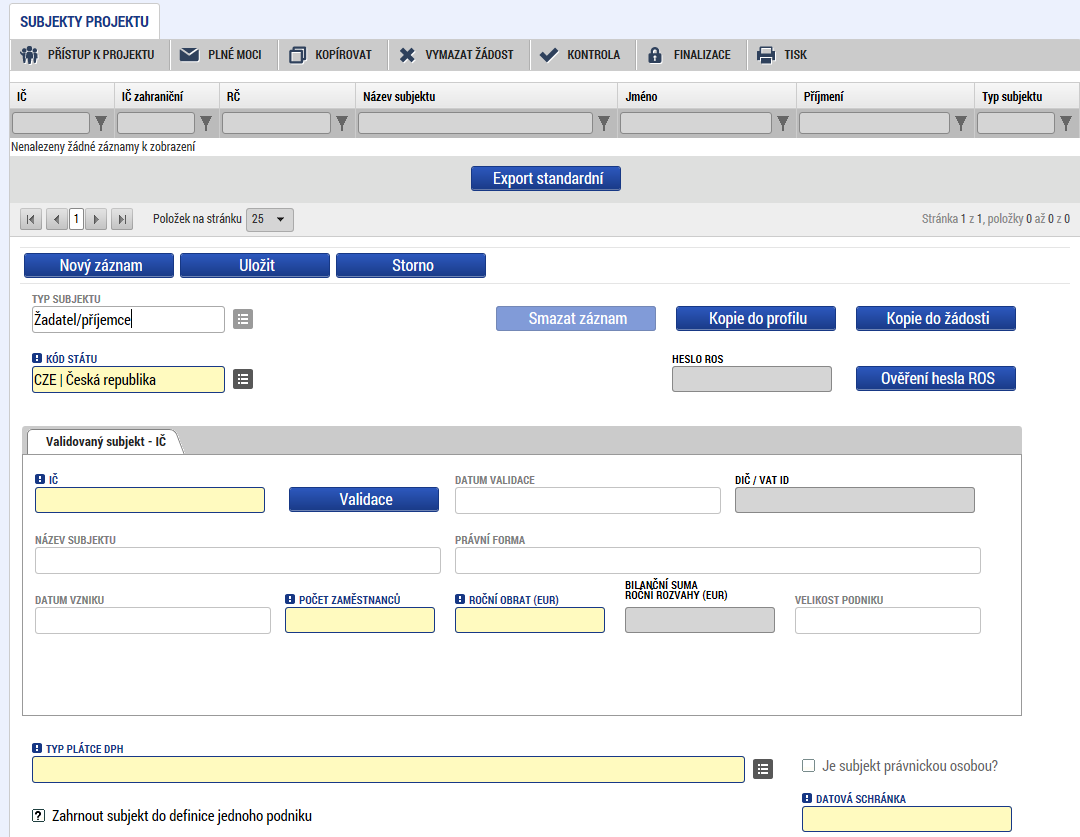 SUBJEKTY PROJEKTU
PŘÍSTUP K PROJEKTU PLNÉ MOCI KOPÍROVAT VYMAZAT ŽÁDOST KONTROLA FINALIZACE TISK
IČ IČ zahraniční RČ Název subjektu Jméno Příjmení Typ subjektu
Nenalezeny žádné záznamy k zobrazení
Export standardní
1 Položek na stránku 25 Stránka 1 z 1, položky 0 až 0 z 0
Nový záznam Uložit Storno
TYP SUBJEKTU
Žadatel/příjemce Smazat záznam Kopie do profilu Kopie do žádosti
KÓD STÁTU HESLO ROS
CZE | Česká republika Ověření hesla ROS
Validovaný subjekt - IČ
IČ DATUM VALIDACE DIČ / VAT ID
Validace
NÁZEV SUBJEKTU PRÁVNÍ FORMA
BILANČNÍ SUMA
DATUM VZNIKU POČET ZAMĚSTNANCŮ ROČNÍ OBRAT (EUR) ROČNÍ ROZVAHY (EUR) VELIKOST PODNIKU
TYP PLÁTCE DPH
Je subjekt právnickou osobou?
DATOVÁ SCHRÁNKA
? Zahrnout subjekt do definice jednoho podniku